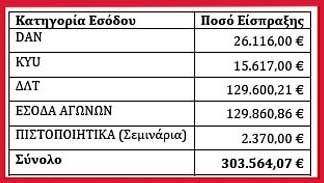 Κατηγορία Εσόδου Ποσό Είσπραξης
DAN 26.116,00 €
KYU 15.617,00 €
ΔΛΤ 129.600,21 €
ΕΣΟΔΑ ΑΓΩΝΩΝ 129.860,86 €
ΠΙΣΤΟΠΟΙΗΤΙΚΑ (Σεμινάρια) 2.370,00 €
Σύνολο 303.564,07 €